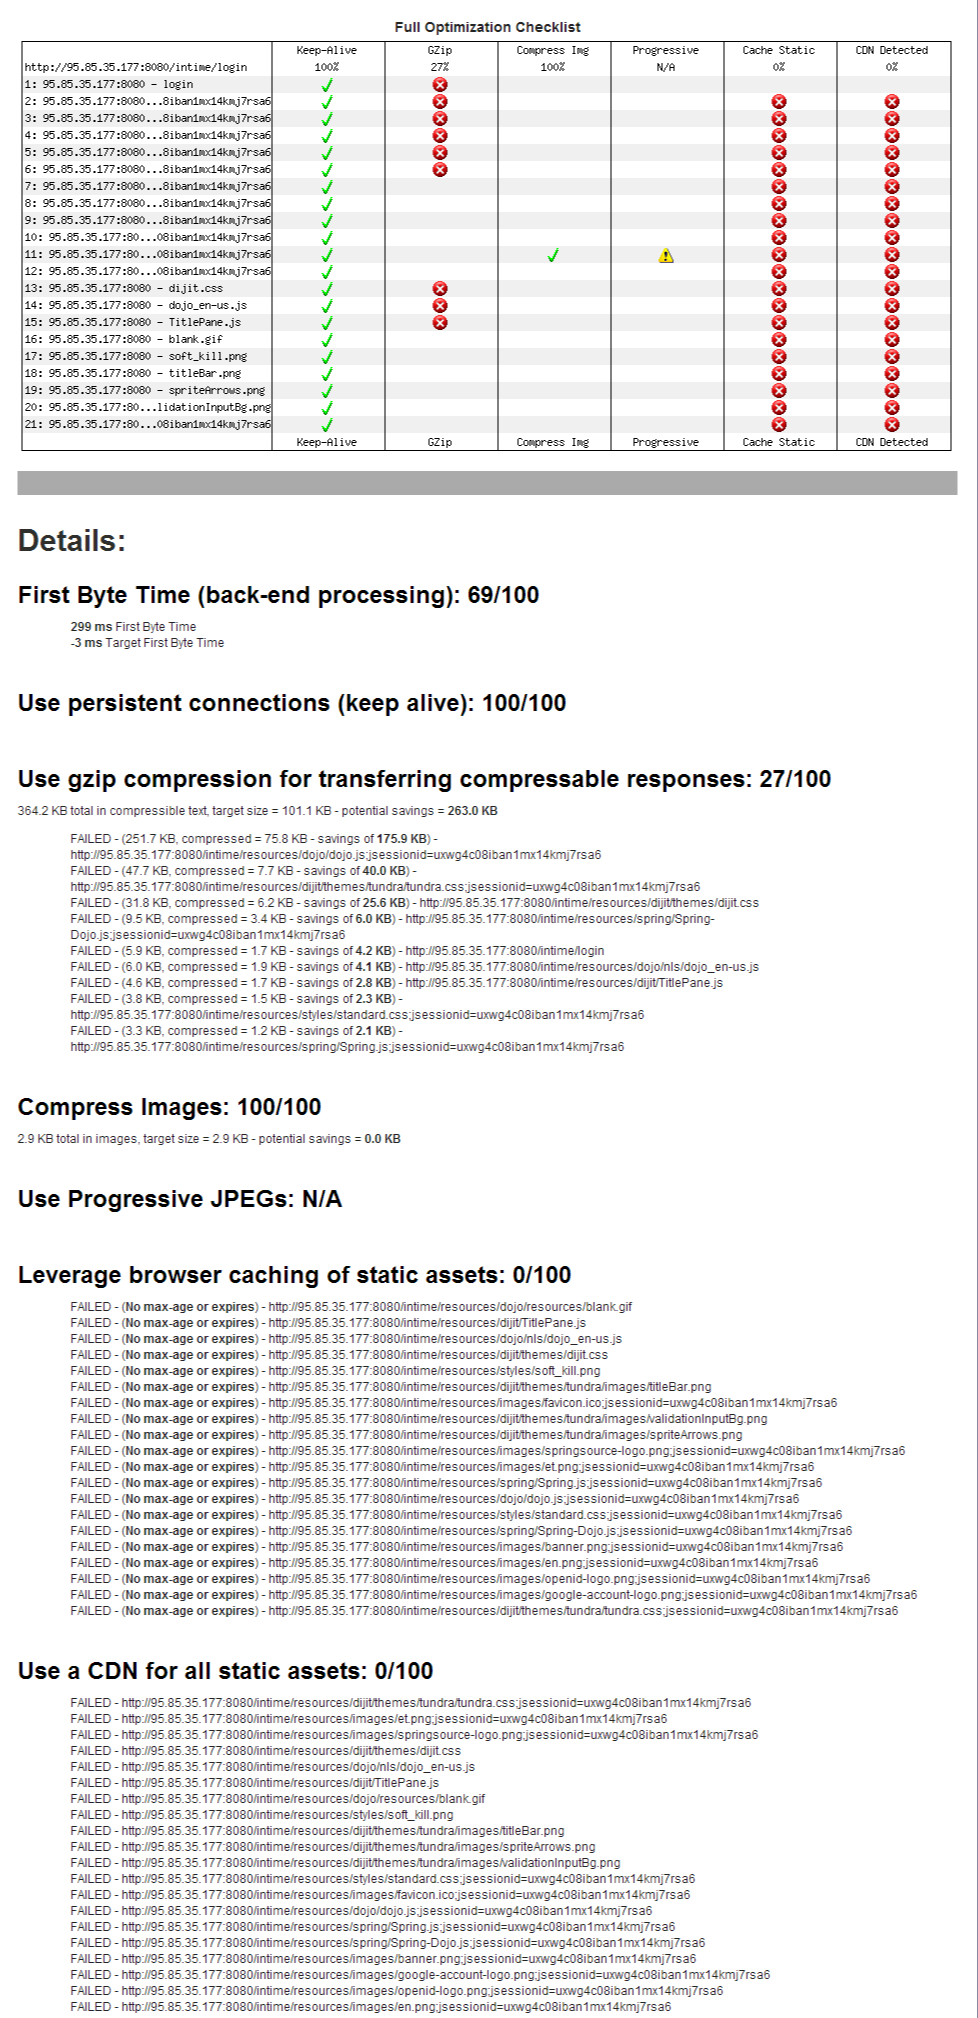 Full Optimization Checklist
Keep-Alive GZip Compress Img Progressive Cache Static CDN Detected
http://95.85.35.177:8080/intime/login 100% 27% 100% N/A 0% 0%
1: 95.85.35.177:8080 - login
2: 95.85.35.177:8080...8iban1mx14kmj7rsa6
3: 95.85.35.177:8080...8iban1mx14kmj7rsa6
4: 95.85.35.177:8080...8iban1mx14kmj7rsa6
5: 95.85.35.177:8080...8iban1mx14kmj7rsa6
6: 95.85.35.177:8080...8iban1mx14kmj7rsa6
7: 95.85.35.177:8080...8iban1mx14kmj7rsa6
8: 95.85.35.177:8080...8iban1mx14kmj7rsa6
9: 95.85.35.177:8080...8iban1mx14kmj7rsa6
10: 95.85.35.177:80...08iban1mx14kmj7rsa6
11: 95.85.35.177:80...08iban1mx14kmj7rsa6
12: 95.85.35.177:80...08iban1mx14kmj7rsa6
13: 95.85.35.177:8080 - dijit.css
14: 95.85.35.177:8080 - dojo_en-us.js
15: 95.85.35.177:8080 - TitlePane.js
16: 95.85.35.177:8080 - blank.gif
17: 95.85.35.177:8080 - soft_kill.png
18: 95.85.35.177:8080 - titleBar.png
19: 95.85.35.177:8080 - spriteArrows.png
20: 95.85.35.177:80...lidationInputBg.png
21: 95.85.35.177:80...08iban1mx14kmj7rsa6
Keep-Alive GZip Compress Img Progressive Cache Static CDN Detected
Details:
First Byte Time (back-end processing): 69/100
299 ms First Byte Time
-3 ms Target First Byte Time
Use persistent connections (keep alive): 100/100
Use gzip compression for transferring compressable responses: 27/100
364.2 KB total in compressible text, target size = 101.1 KB - potential savings = 263.0 KB
FAILED - (251.7 KB, compressed = 75.8 KB - savings of 175.9 KB) -
http://95.85.35.177:8080/intime/resources/dojo/dojo.js;jsessionid=uxwg4c08iban1mx14kmj7rsa6
FAILED - (47.7 KB, compressed = 7.7 KB - savings of 40.0 KB) -
http://95.85.35.177:8080/intime/resources/dijit/themes/tundra/tundra.css;jsessionid=uxwg4c08iban1mx14kmj7rsa6
FAILED - (31.8 KB, compressed = 6.2 KB - savings of 25.6 KB) - http://95.85.35.177:8080/intime/resources/dijit/themes/dijit.css
FAILED - (9.5 KB, compressed = 3.4 KB - savings of 6.0 KB) - http://95.85.35.177:8080/intime/resources/spring/Spring-
Dojo.js;jsessionid=uxwg4c08iban1mx14kmj7rsa6
FAILED - (5.9 KB, compressed = 1.7 KB - savings of 4.2 KB) - http://95.85.35.177:8080/intime/login
FAILED - (6.0 KB, compressed = 1.9 KB - savings of 4.1 KB) - http://95.85.35.177:8080/intime/resources/dojo/nls/dojo_en-us.js
FAILED - (4.6 KB, compressed = 1.7 KB - savings of 2.8 KB) - http://95.85.35.177:8080/intime/resources/dijit/TitlePane.js
FAILED - (3.8 KB, compressed = 1.5 KB - savings of 2.3 KB) -
http://95.85.35.177:8080/intime/resources/styles/standard.css;jsessionid=uxwg4c08iban1mx14kmj7rsa6
FAILED - (3.3 KB, compressed = 1.2 KB - savings of 2.1 KB) -
http://95.85.35.177:8080/intime/resources/spring/Spring.js;jsessionid=uxwg4c08iban1mx14kmj7rsa6
Compress Images: 100/100
2.9 KB total in images, target size = 2.9 KB - potential savings = 0.0 KB
Use Progressive JPEGs: N/A
Leverage browser caching of static assets: 0/100
FAILED - (No max-age or expires) - http://95.85.35.177:8080/intime/resources/dojo/resources/blank.gif
FAILED - (No max-age or expires) - http://95.85.35.177:8080/intime/resources/dijit/TitlePane.js
FAILED - (No max-age or expires) - http://95.85.35.177:8080/intime/resources/dojo/nls/dojo_en-us.js
FAILED - (No max-age or expires) - http://95.85.35.177:8080/intime/resources/dijit/themes/dijit.css
FAILED - (No max-age or expires) - http://95.85.35.177:8080/intime/resources/styles/soft_kill.png
FAILED - (No max-age or expires) - http://95.85.35.177:8080/intime/resources/dijit/themes/tundra/images/titleBar.png
FAILED - (No max-age or expires) - http://95.85.35.177:8080/intime/resources/images/favicon.ico;jsessionid=uxwg4c08iban1mx14kmj7rsa6
FAILED - (No max-age or expires) - http://95.85.35.177:8080/intime/resources/dijit/themes/tundra/images/validationInputBg.png
FAILED - (No max-age or expires) - http://95.85.35.177:8080/intime/resources/dijit/themes/tundra/images/spriteArrows.png
FAILED - (No max-age or expires) - http://95.85.35.177:8080/intime/resources/images/springsource-logo.png;jsessionid=uxwg4c08iban1mx14kmj7rsa6
FAILED - (No max-age or expires) - http://95.85.35.177:8080/intime/resources/images/et.png;jsessionid=uxwg4c08iban1mx14kmj7rsa6
FAILED - (No max-age or expires) - http://95.85.35.177:8080/intime/resources/spring/Spring.js;jsessionid=uxwg4c08iban1mx14kmj7rsa6
FAILED - (No max-age or expires) - http://95.85.35.177:8080/intime/resources/dojo/dojo.js;jsessionid=uxwg4c08iban1mx14kmj7rsa6
FAILED - (No max-age or expires) - http://95.85.35.177:8080/intime/resources/styles/standard.css;jsessionid=uxwg4c08iban1mx14kmj7rsa6
FAILED - (No max-age or expires) - http://95.85.35.177:8080/intime/resources/spring/Spring-Dojo.js;jsessionid=uxwg4c08iban1mx14kmj7rsa6
FAILED - (No max-age or expires) - http://95.85.35.177:8080/intime/resources/images/banner.png;jsessionid=uxwg4c08iban1mx14kmj7rsa6
FAILED - (No max-age or expires) - http://95.85.35.177:8080/intime/resources/images/en.png;jsessionid=uxwg4c08iban1mx14kmj7rsa6
FAILED - (No max-age or expires) - http://95.85.35.177:8080/intime/resources/images/openid-logo.png;jsessionid=uxwg4c08iban1mx14kmj7rsa6
FAILED - (No max-age or expires) - http://95.85.35.177:8080/intime/resources/images/google-account-logo.png;jsessionid=uxwg4c08iban1mx14kmj7rsa6
FAILED - (No max-age or expires) - http://95.85.35.177:8080/intime/resources/dijit/themes/tundra/tundra.css;jsessionid=uxwg4c08iban1mx14kmj7rsa6
Use a CDN for all static assets: 0/100
FAILED - http://95.85.35.177:8080/intime/resources/dijit/themes/tundra/tundra.css;jsessionid=uxwg4c08iban1mx14kmj7rsa6
FAILED - http://95.85.35.177:8080/intime/resources/images/et.png;jsessionid=uxwg4c08iban1mx14kmj7rsa6
FAILED - http://95.85.35.177:8080/intime/resources/images/springsource-logo.png;jsessionid=uxwg4c08iban1mx14kmj7rsa6
FAILED - http://95.85.35.177:8080/intime/resources/dijit/themes/dijit.css
FAILED - http://95.85.35.177:8080/intime/resources/dojo/nls/dojo_en-us.js
FAILED - http://95.85.35.177:8080/intime/resources/dijit/TitlePane.js
FAILED - http://95.85.35.177:8080/intime/resources/dojo/resources/blank.gif
FAILED - http://95.85.35.177:8080/intime/resources/styles/soft_kill.png
FAILED - http://95.85.35.177:8080/intime/resources/dijit/themes/tundra/images/titleBar.png
FAILED - http://95.85.35.177:8080/intime/resources/dijit/themes/tundra/images/spriteArrows.png
FAILED - http://95.85.35.177:8080/intime/resources/dijit/themes/tundra/images/validationInputBg.png
FAILED - http://95.85.35.177:8080/intime/resources/styles/standard.css;jsessionid=uxwg4c08iban1mx14kmj7rsa6
FAILED - http://95.85.35.177:8080/intime/resources/images/favicon.ico;jsessionid=uxwg4c08iban1mx14kmj7rsa6
FAILED - http://95.85.35.177:8080/intime/resources/dojo/dojo.js;jsessionid=uxwg4c08iban1mx14kmj7rsa6
FAILED - http://95.85.35.177:8080/intime/resources/spring/Spring.js;jsessionid=uxwg4c08iban1mx14kmj7rsa6
FAILED - http://95.85.35.177:8080/intime/resources/spring/Spring-Dojo.js;jsessionid=uxwg4c08iban1mx14kmj7rsa6
FAILED - http://95.85.35.177:8080/intime/resources/images/banner.png;jsessionid=uxwg4c08iban1mx14kmj7rsa6
FAILED - http://95.85.35.177:8080/intime/resources/images/google-account-logo.png;jsessionid=uxwg4c08iban1mx14kmj7rsa6
FAILED - http://95.85.35.177:8080/intime/resources/images/openid-logo.png;jsessionid=uxwg4c08iban1mx14kmj7rsa6
FAILED - http://95.85.35.177:8080/intime/resources/images/en.png;jsessionid=uxwg4c08iban1mx14kmj7rsa6